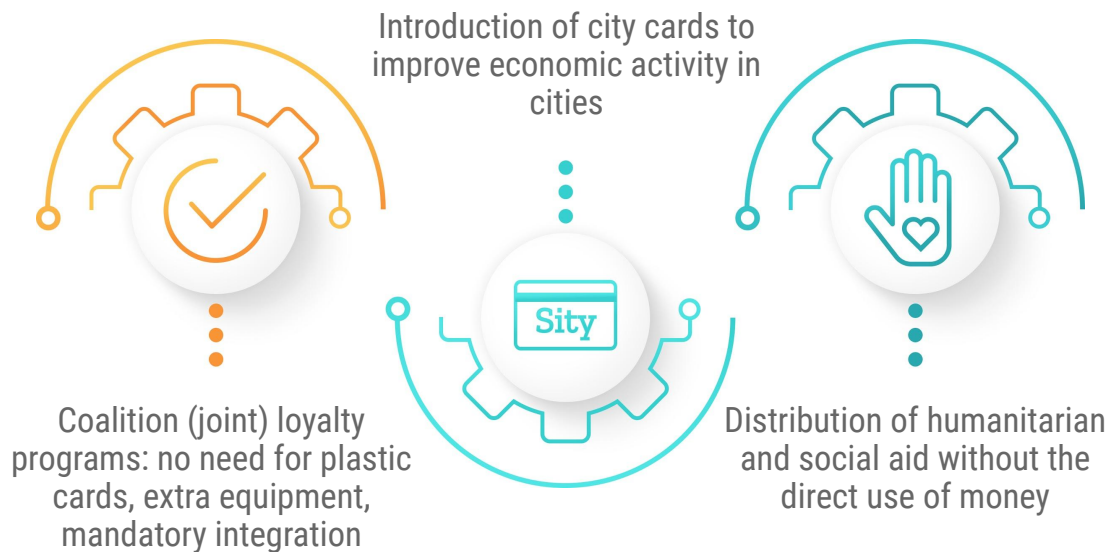 Introduction of city cards to
improve economic activity in
cities
Sity
Coalition (joint) loyalty
programs: no need for plastic
cards, extra equipment,
mandatory integration
Distribution of humanitarian
and social aid without the
direct use of money